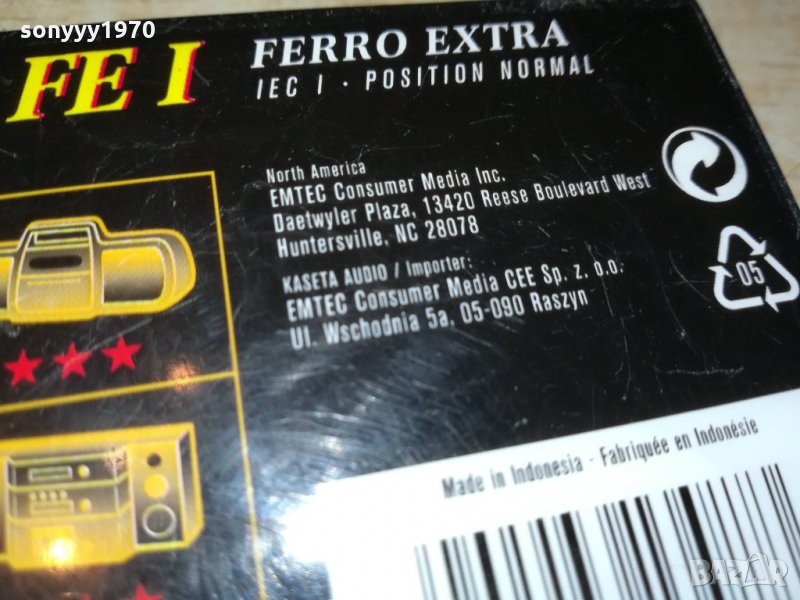 sonyyy1970
FE I
FERRO EXTRA
IEC I · POSITION NORMAL
North America
EMTEC Consumer Media Inc.
Daetwyler Plaza, 13420 Reese Boulevard West
Huntersville, NC 28078
KASETA AUDIO / Importer:
EMTEC Consumer Media CEE Sp. z. o.o.
Ul. Wschodnia 5a, 05-090 Raszyn
05
Made in Indonesia - Fabriquée en Indonésie
BAZAR